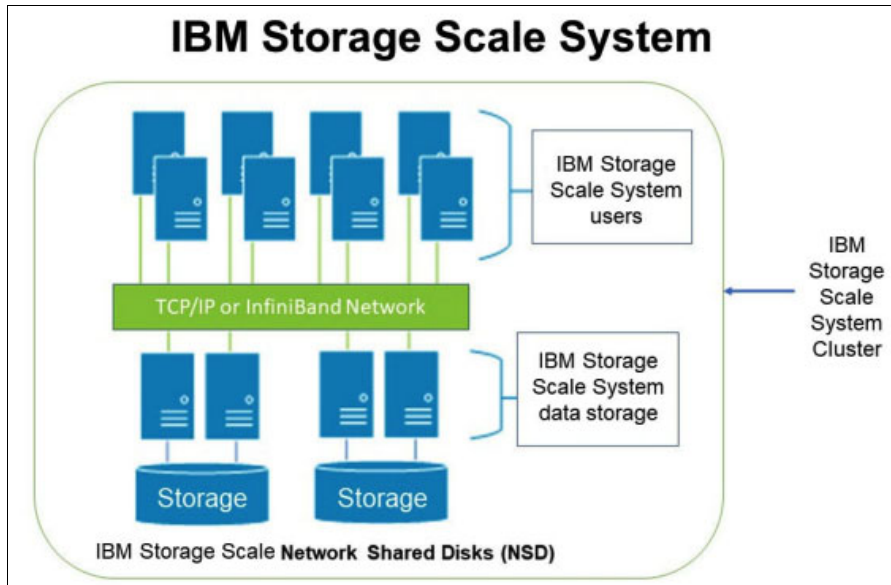 IBM Storage Scale System
IBM Storage
Scale System
users
IBM
Storage
Scale
System
Cluster
TCP/IP or InfiniBand Network
IBM Storage
Scale System
data storage
Storage
Storage
IBM Storage Scale Network Shared Disks (NSD)